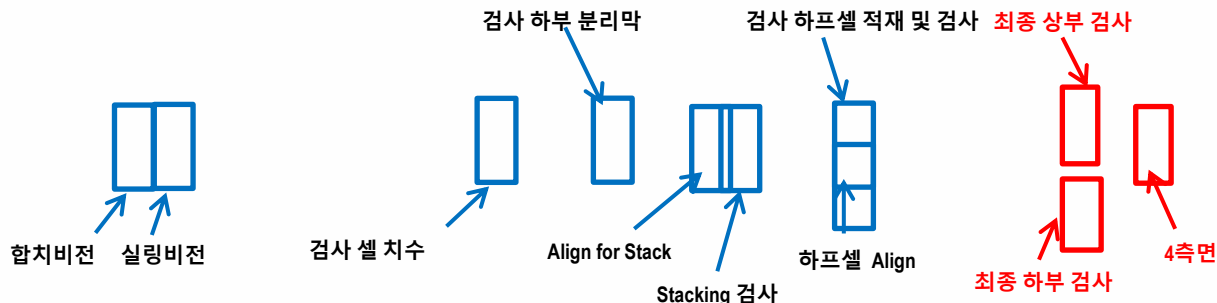 검사 하부 분리막
검사 하프셀 적재 및 검사
최종 상부 검사
합치비전
실링비전
검사 셀 치수
Align for Stack
하프셀 Align
4측면
최종 하부 검사
Stacking 검사